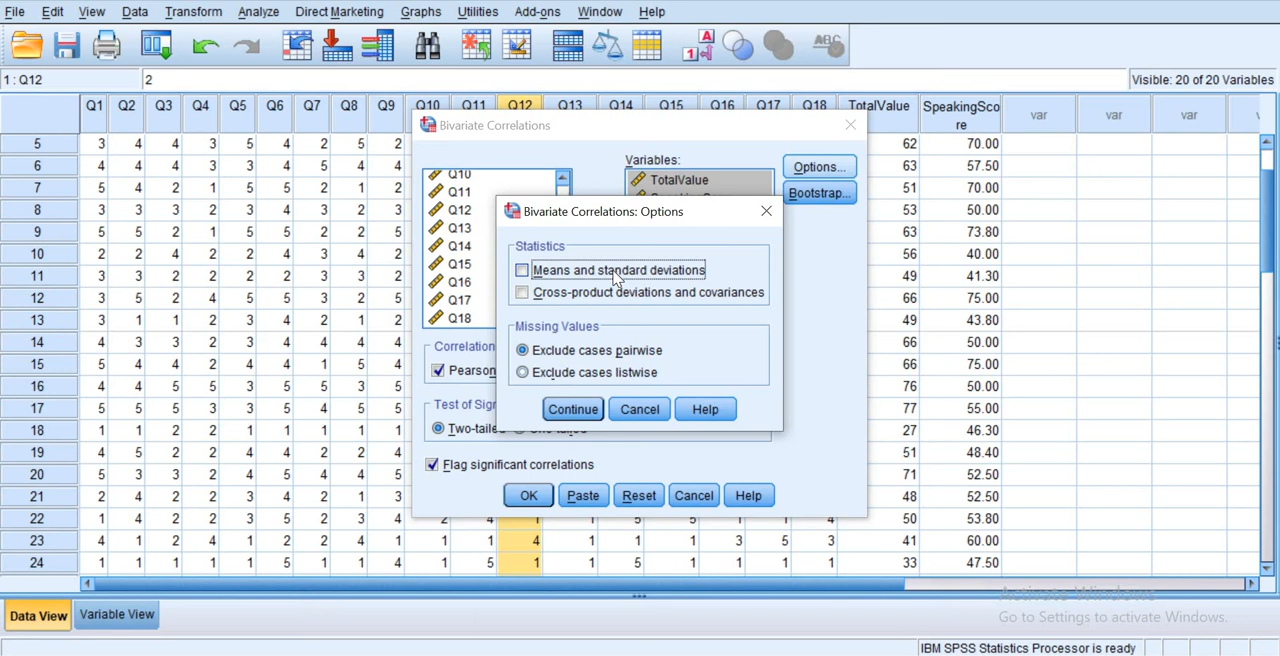 File Edit View Data Transform Analyze Direct Marketing Graphs Utilities Add-ons Window Help
1 : Q12 2 Visible: 20 of 20 Variables
Q1 Q2 Q3 Q4 Q5 Q6 Q7 Q8 Q9 Q10 Q11 Q12 Q13 Q14 Q15 Q16 Q17 Q18 TotalValue SpeakingSco re var var var
5 3 4 4 3 5 4 2 5 2 62 70.00
6 4 4 4 3 3 4 5 4 4 63 57.50
7 5 4 2 1 5 5 2 1 2 51 70.00
8 3 3 3 2 3 4 3 2 3 53 50.00
9 5 5 2 1 5 5 2 2 5 63 73.80
10 2 2 4 1 2 4 3 4 2 46 50.00
11 3 3 2 2 2 2 3 3 2 49 41.30
12 3 5 2 4 5 5 3 2 5 66 75.00
13 3 1 1 2 3 4 2 1 2 49 43.80
14 4 3 3 2 3 4 4 4 4 66 50.00
15 5 4 4 2 4 4 1 5 4 66 75.00
16 4 4 5 5 3 5 5 3 5 76 50.00
17 5 5 5 3 3 5 4 5 5 77 55.00
18 1 1 2 2 1 1 1 1 1 27 46.30
19 4 5 2 2 4 4 2 2 4 51 48.40
20 5 3 3 2 4 5 4 4 5 71 52.50
21 2 4 2 2 3 4 2 1 3 48 52.50
22 1 4 2 2 3 5 2 3 4 2 4 1 1 5 5 1 1 4 50 53.80
23 4 1 2 4 1 2 2 4 1 1 1 4 1 1 1 3 5 3 41 60.00
24 1 1 1 1 1 5 1 1 4 1 5 1 1 5 1 1 1 1 33 47.50
Bivariate Correlations
Variables:
Q10
Q11
Q12
Q13
Q14
Q15
Q16
Q17
Q18
TotalValue
Options...
Bootstrap...
Correlation
Pearson
Test of Sig
Two-tailed
Flag significant correlations
OK Paste Reset Cancel Help
Bivariate Correlations: Options
Statistics
Means and standard deviations
Cross-product deviations and covariances
Missing Values
Exclude cases pairwise
Exclude cases listwise
Continue Cancel Help
Activate Windows
Go to Settings to activate Windows.
Data View Variable View
IBM SPSS Statistics Processor is ready